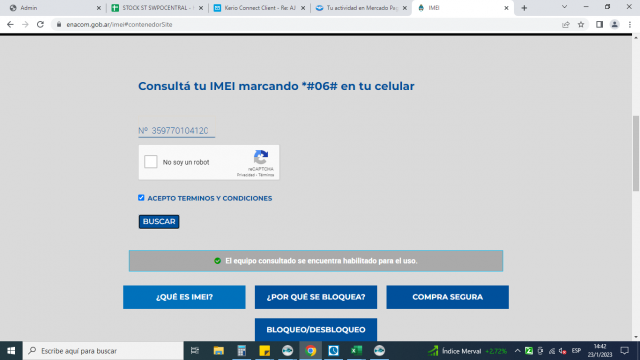 Admin
STOCK ST SWPOCENTRAL -
Kerio Connect Client - Re: AJ
Tu actividad en Mercado Pa
IMEI
enacom.gob.ar/imei#contenedorSite
Consultá tu IMEI marcando *#06# en tu celular
Nº 359770104120
No soy un robot
reCAPTCHA
Privacidad - Términos
ACEPTO TERMINOS Y CONDICIONES
BUSCAR
El equipo consultado se encuentra habilitado para el uso.
¿QUÉ ES IMEI?
¿POR QUÉ SE BLOQUEA?
COMPRA SEGURA
BLOQUEO/DESBLOQUEO
Escribe aquí para buscar
Índice Merval
+2,72%
ESP
14:42
23/1/2023